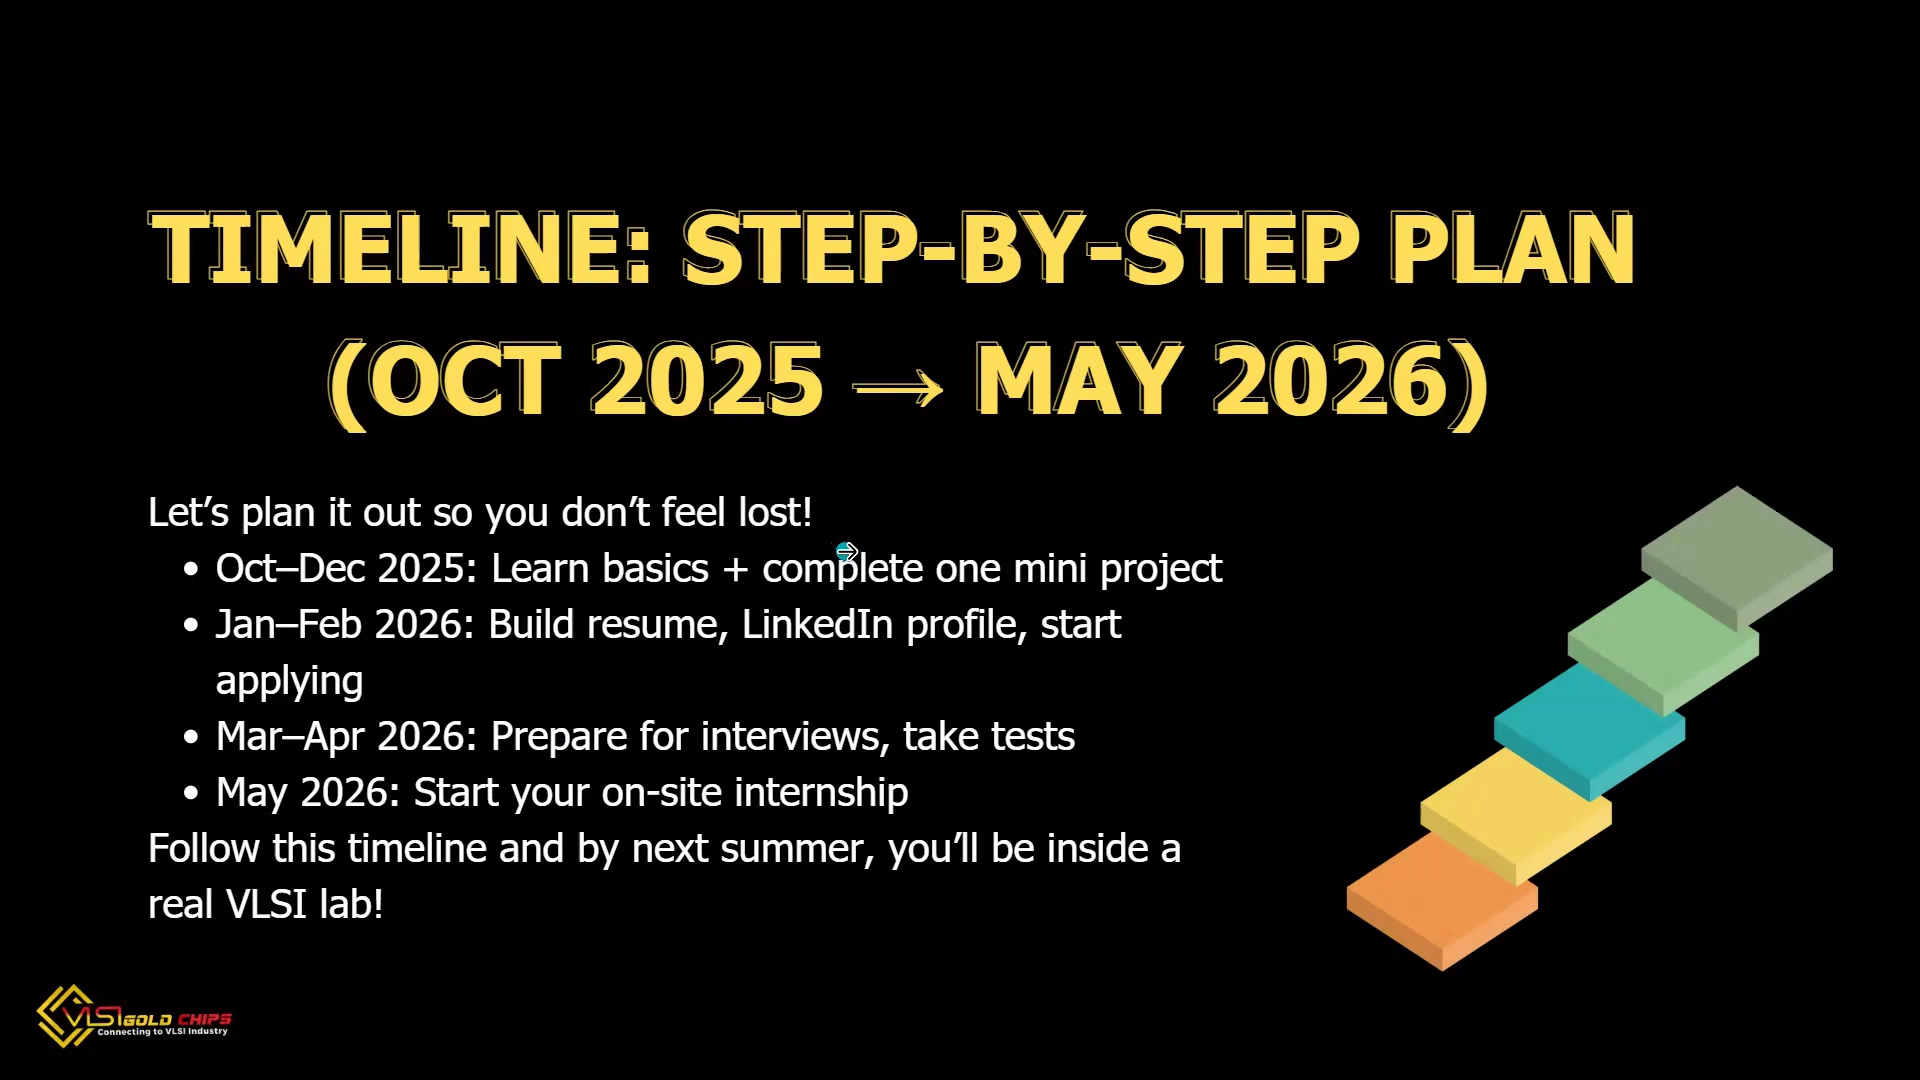 TIMELINE: STEP-BY-STEP PLAN
(OCT 2025 → MAY 2026)
Let’s plan it out so you don’t feel lost!
• Oct–Dec 2025: Learn basics + complete one mini project
• Jan–Feb 2026: Build resume, LinkedIn profile, start
applying
• Mar–Apr 2026: Prepare for interviews, take tests
• May 2026: Start your on-site internship
Follow this timeline and by next summer, you’ll be inside a
real VLSI lab!
VLSI GOLD CHIPS
Connecting to VLSI Industry